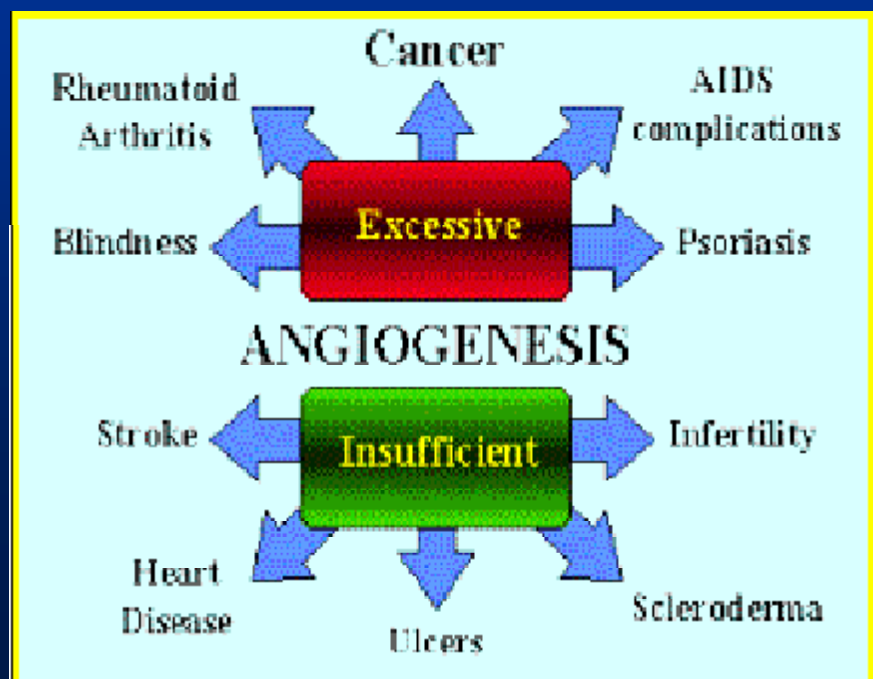 Cancer
Rheumatoid
Arthritis
AIDS
complications
Blindness
Excessive
Psoriasis
ANGIOGENESIS
Stroke
Insufficient
Infertility
Heart
Disease
Ulcers
Scleroderma